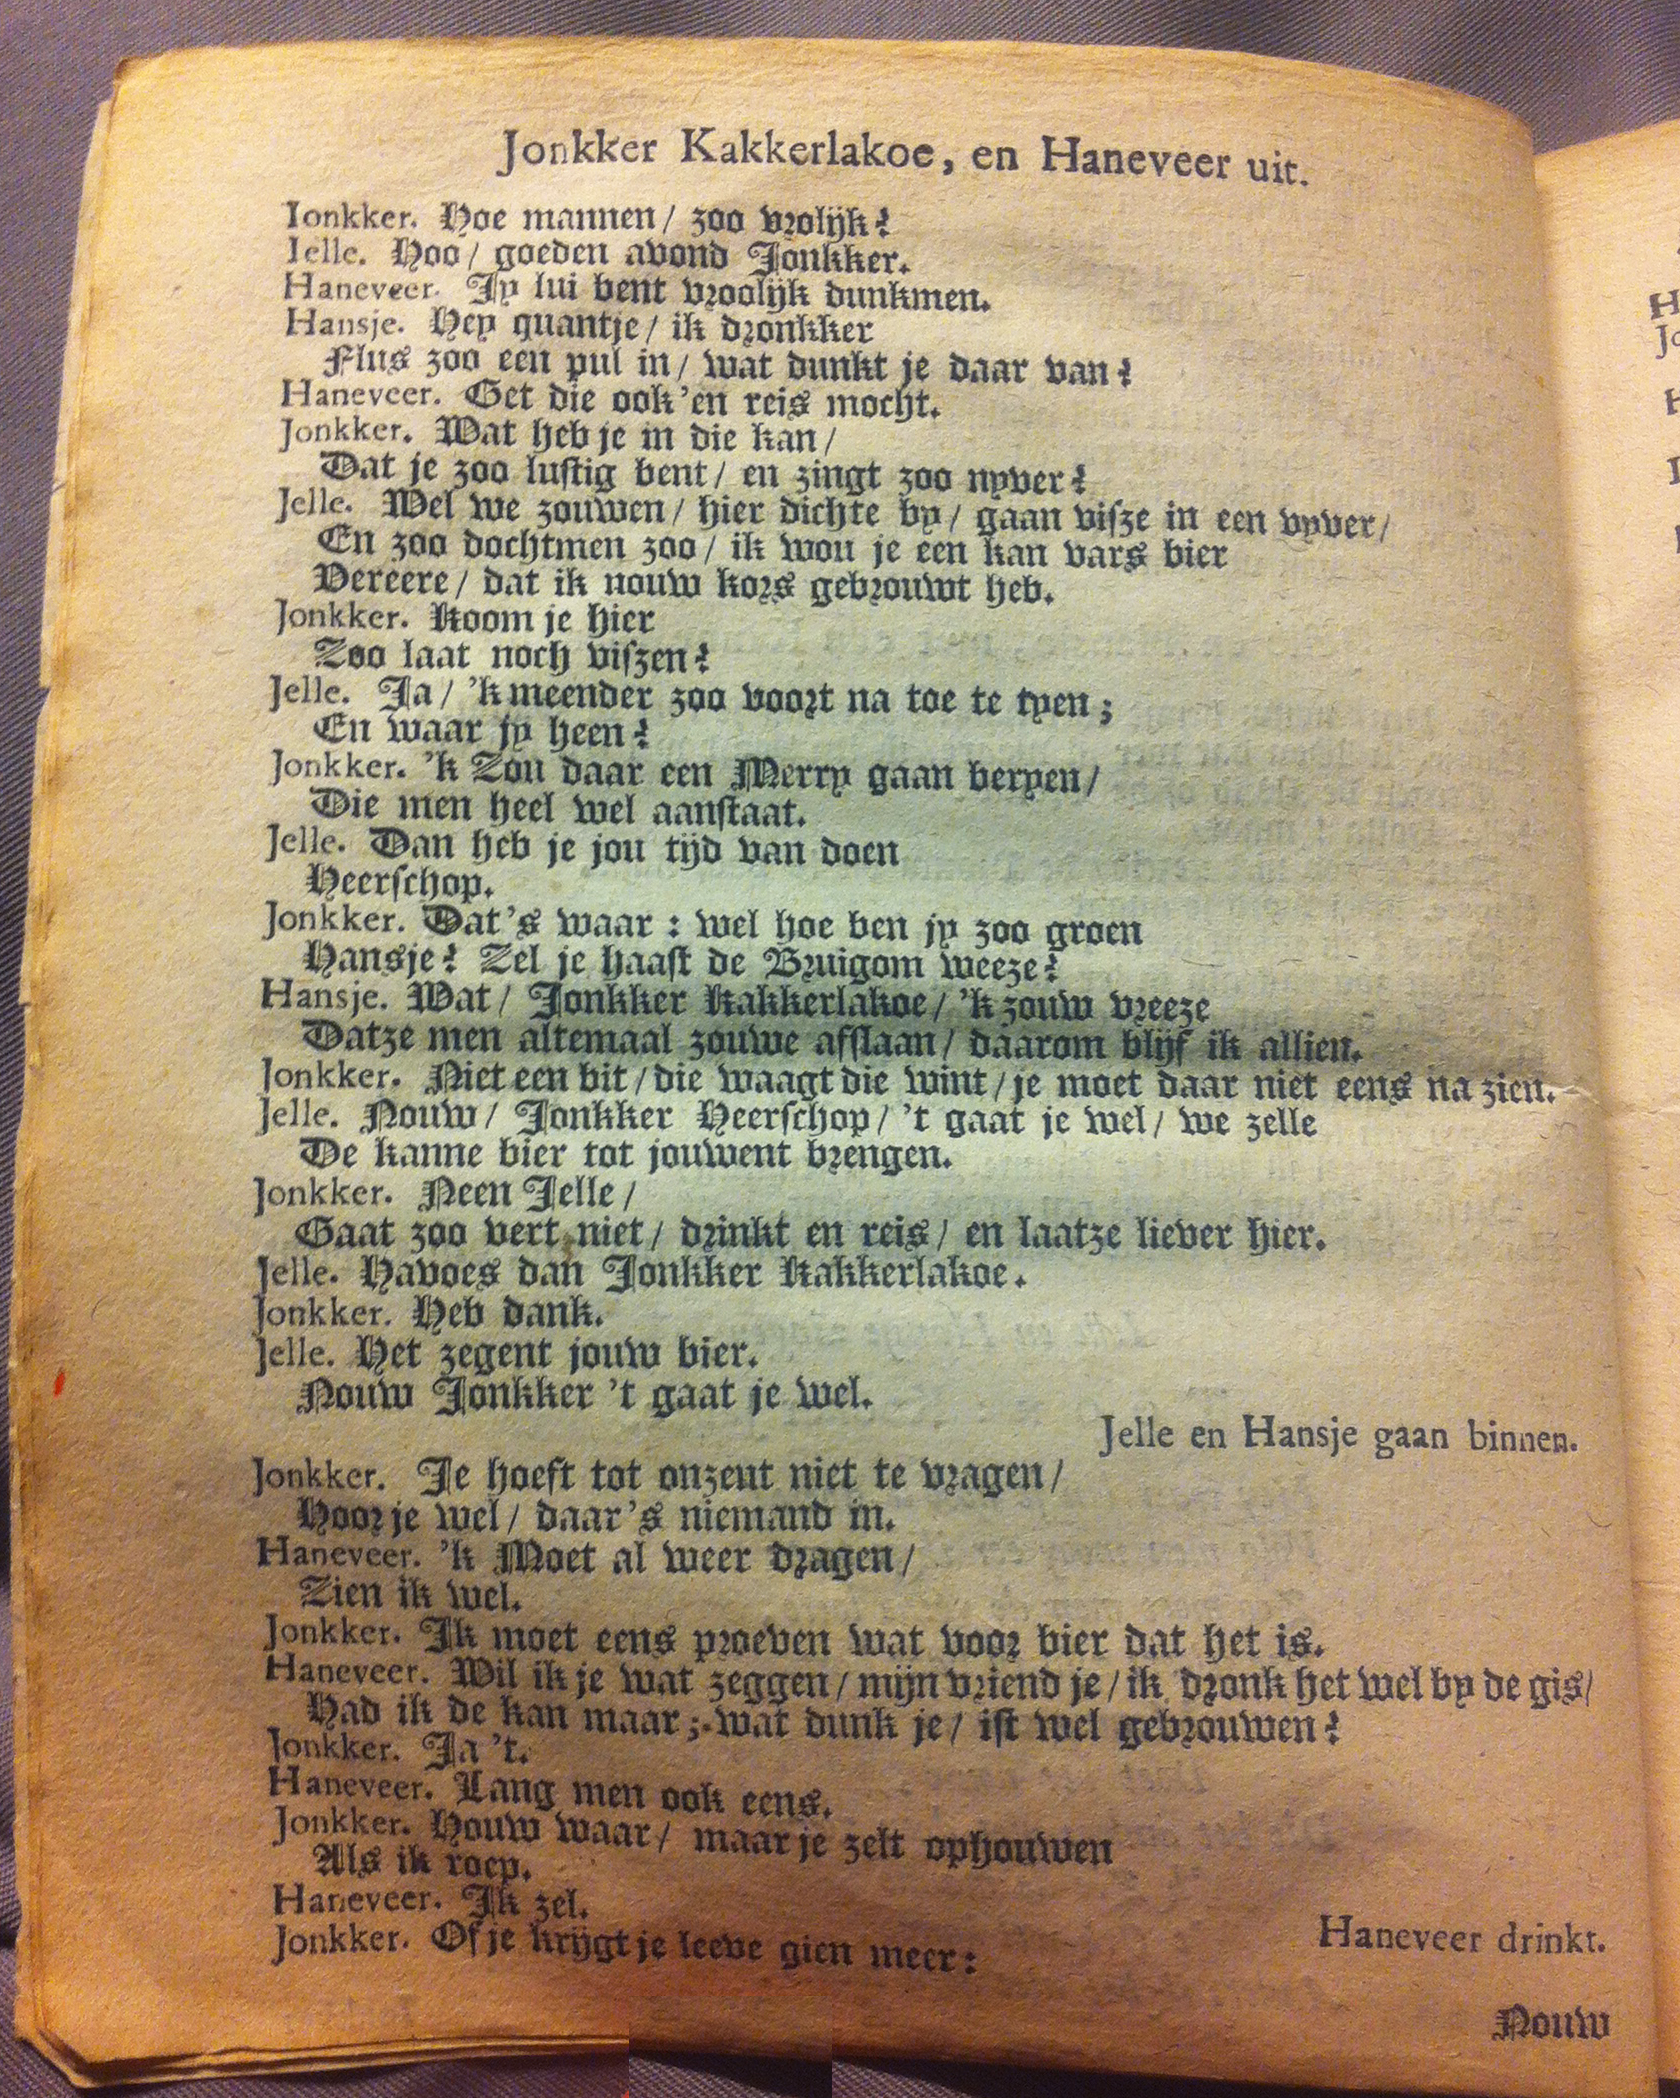 Jonkker Kakkerlakoe, en Haneveer uit.
Ionkker. Hoe mannen / zoo vrolijk?
Ielle. Hoo / goeden avond Jonkker.
Haneveer. Jy lui bent vroolijk dunkmen.
Hansje. Hey quantje / ik dronkker
Flus zoo een pul in / wat dunkt je daar van?
Haneveer. Get die ook 'en reis mocht.
Jonkker. Wat heb je in die kan /
Dat je zoo lustig bent / en zingt zoo nyver?
Jelle. Wel we zouwen / hier dichte by / gaan visze in een vyver /
En zoo dochtmen zoo / ik wou je een kan vars bier
Vereere / dat ik nouw kors gebrouwt heb.
Jonkker. Koom je hier
Zoo laat noch viszen?
Jelle. Ja / 'k meender zoo voort na toe te tyen;
En waar jy heen?
Jonkker. 'k Zou daar een Merry gaan beryen /
Die men heel wel aanstaat.
Jelle. Dan heb je jou tijd van doen
Heerschop.
Jonkker. Dat's waar: wel hoe ben jy zoo groen
Hansje? Zel je haast de Bruigom weeze?
Hansje. Wat / Jonkker Kakkerlakoe / 'k zouw vreeze
Datze men altemaal zouwe afslaan / daarom blijf ik allien.
Jonkker. Niet een bit / die waagt die wint / je moet daar niet eens na zien.
Jelle. Nouw / Jonkker Heerschop / 't gaat je wel / we zelle
De kanne bier tot jouwent brengen.
Jonkker. Neen Jelle /
Gaat zoo vert niet / drinkt en reis / en laatze liever hier.
Jelle. Havoes dan Jonkker Kakkerlakoe.
Jonkker. Heb dank.
Jelle. Het zegent jouw bier.
Nouw Jonkker 't gaat je wel.
Jelle en Hansje gaan binnen.
Jonkker. Je hoeft tot onzent niet te vragen /
Hoor je wel / daar's niemand in.
Haneveer. 'k Moet al weer dragen /
Zien ik wel.
Jonkker. Ik moet eens proeven wat voor bier dat het is.
Haneveer. Wil ik je wat zeggen / mijn vriend je / ik dronk het wel by de gis /
Had ik de kan maar; wat dunk je / ist wel gebrouwen?
Jonkker. Ja 't.
Haneveer. Lang men ook eens.
Jonkker. Houw waar / maar je zelt ophouwen
Als ik roep.
Haneveer. Ik zel.
Haneveer drinkt.
Jonkker. Of je krijgt je leeve gien meer:
Nouw